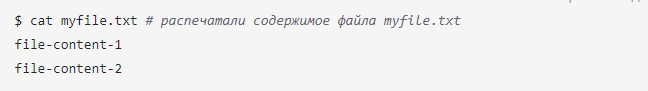 $ cat myfile.txt # распечатали содержимое файла myfile.txt
file-content-1
file-content-2